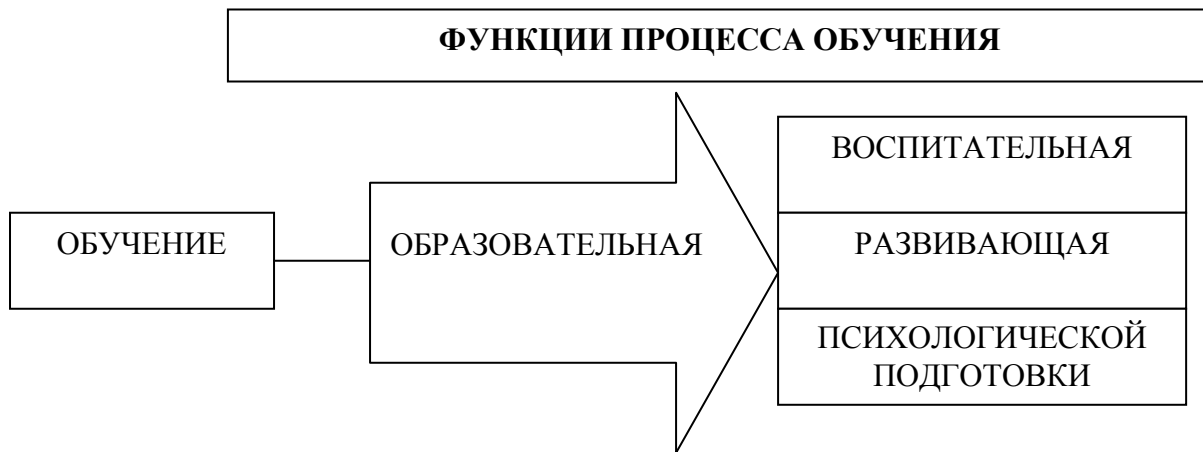 ФУНКЦИИ ПРОЦЕССА ОБУЧЕНИЯ
ОБУЧЕНИЕ
ОБРАЗОВАТЕЛЬНАЯ
ВОСПИТАТЕЛЬНАЯ
РАЗВИВАЮЩАЯ
ПСИХОЛОГИЧЕСКОЙ
ПОДГОТОВКИ